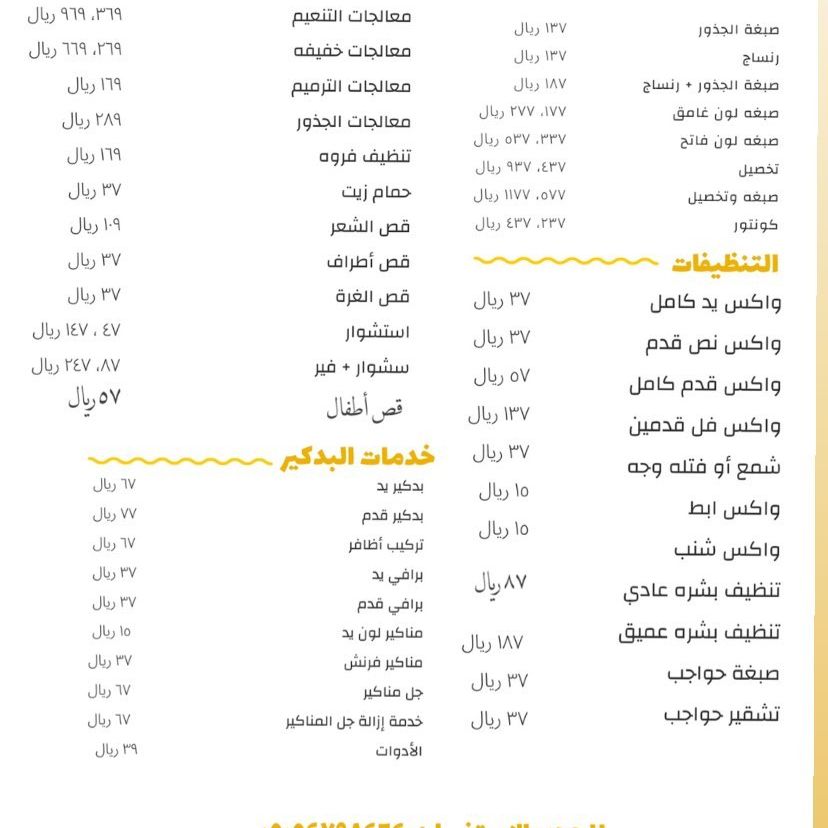 صبغة الجذور ١٣٧ ريال
رنساج ١٣٧ ريال
صبغة الجذور + رنساج ١٨٧ ريال
صبغه لون غامق ١٧٧، ٢٧٧ ريال
صبغه لون فاتح ٣٣٧، ٥٣٧ ريال
تخصيل ٤٣٧، ٩٣٧ ريال
صبغه وتخصيل ٥٧٧، ١١٧٧ ريال
كونتور ٢٣٧، ٤٣٧ ريال
التنظيفات
واكس يد كامل ٣٧ ريال
واكس نص قدم ٣٧ ريال
واكس قدم كامل ٥٧ ريال
واكس فل قدمين ١٣٧ ريال
شمع أو فتله وجه ٣٧ ريال
واكس ابط ١٥ ريال
واكس شنب ١٥ ريال
تنظيف بشره عادي ٨٧ ريال
تنظيف بشره عميق ١٨٧ ريال
صبغة حواجب ٣٧ ريال
تشقير حواجب ٣٧ ريال
معالجات التنعيم ٣٦٩، ٩٦٩ ريال
معالجات خفيفه ٢٦٩، ٦٦٩ ريال
معالجات الترميم ١٦٩ ريال
معالجات الجذور ٢٨٩ ريال
تنظيف فروه ١٦٩ ريال
حمام زيت ٣٧ ريال
قص الشعر ١٠٩ ريال
قص أطراف ٣٧ ريال
قص الغرة ٣٧ ريال
استشوار ٤٧ ، ١٤٧ ريال
سشوار + فير ٨٧، ٢٤٧ ريال
قص أطفال ٥٧ ريال
خدمات البدكير
بدكير يد ٦٧ ريال
بدكير قدم ٧٧ ريال
تركيب أظافر ٦٧ ريال
برافي يد ٣٧ ريال
برافي قدم ٣٧ ريال
مناكير لون يد ١٥ ريال
مناكير فرنش ٣٧ ريال
جل مناكير ٦٧ ريال
خدمة إزالة جل المناكير ٦٧ ريال
الأدوات ٣٩ ريال